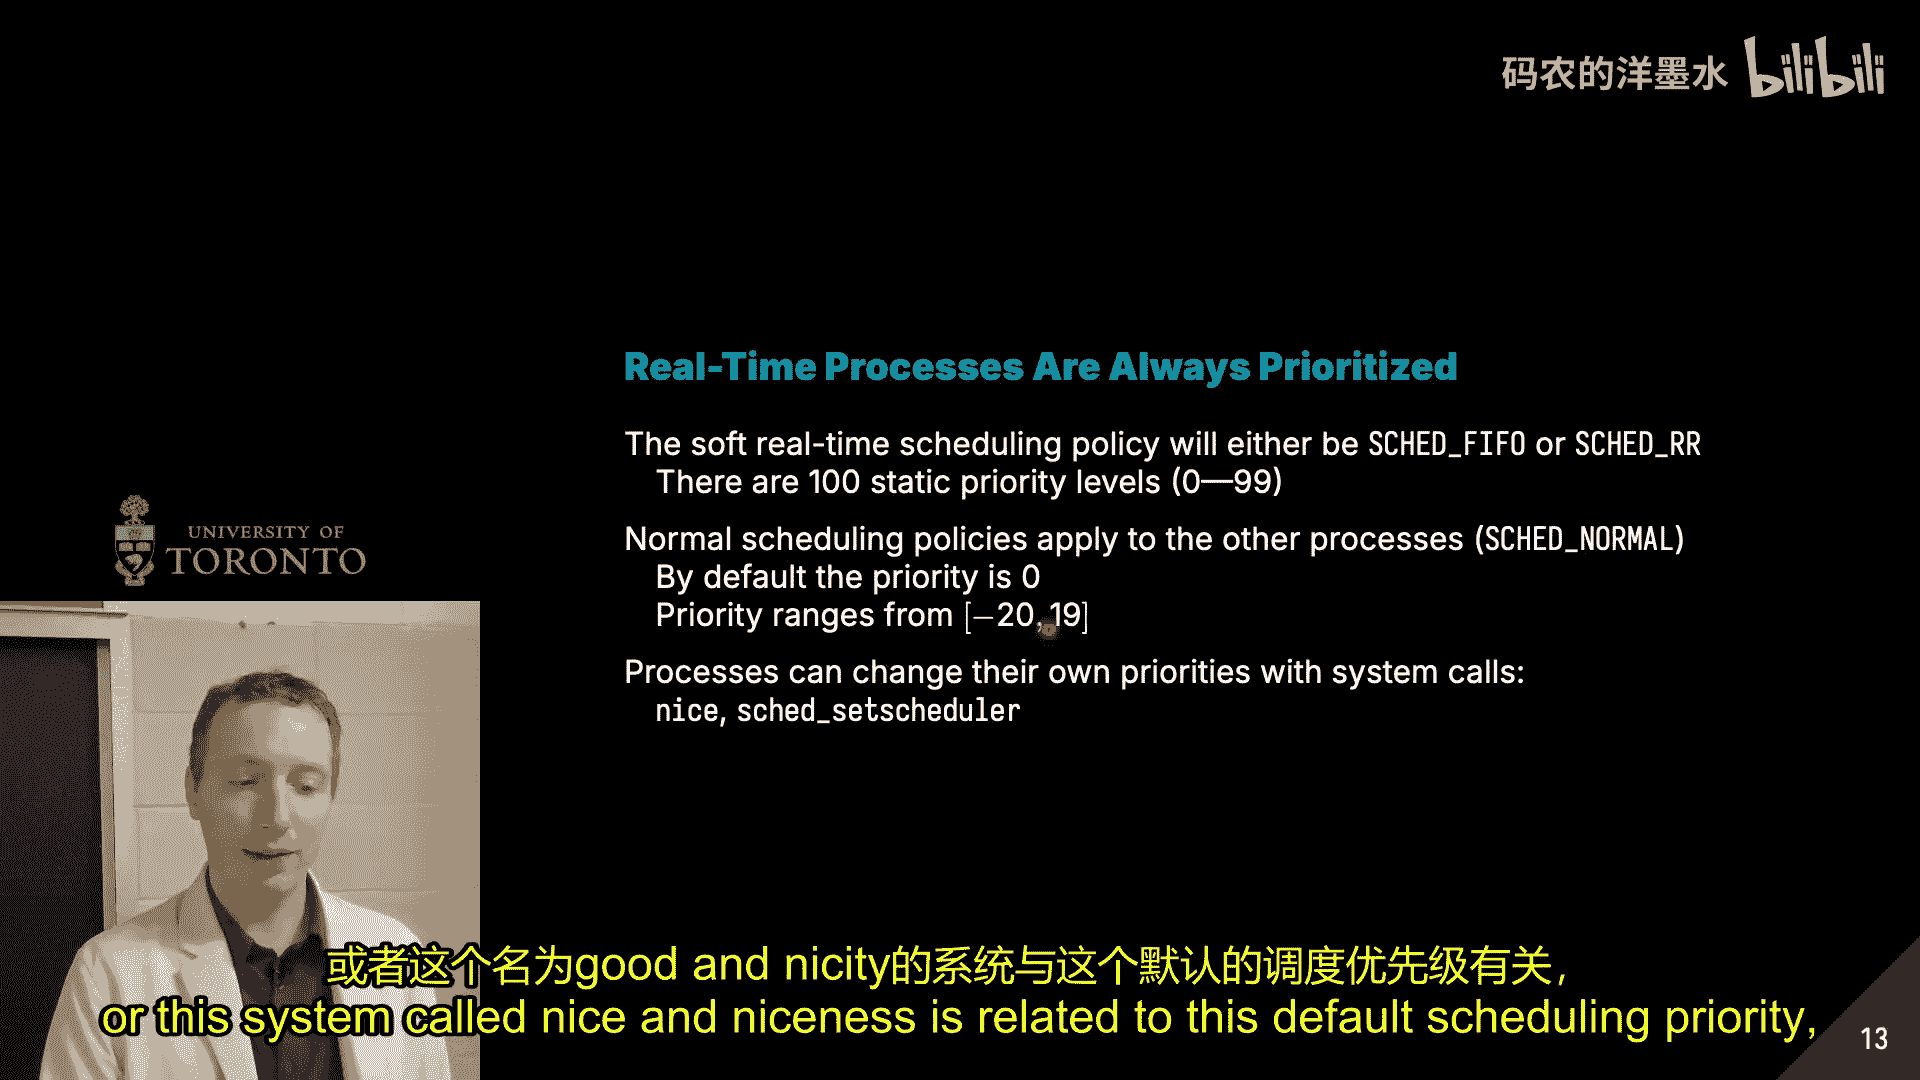 码农的洋墨水 bilibili
Real-Time Processes Are Always Prioritized
The soft real-time scheduling policy will either be SCHED_FIFO or SCHED_RR
There are 100 static priority levels (0—99)
Normal scheduling policies apply to the other processes (SCHED_NORMAL)
By default the priority is 0
Priority ranges from [−20, 19]
Processes can change their own priorities with system calls:
nice, sched_setscheduler
UNIVERSITY OF
TORONTO
或者这个名为good and nicity的系统与这个默认的调度优先级有关，
or this system called nice and niceness is related to this default scheduling priority,
13